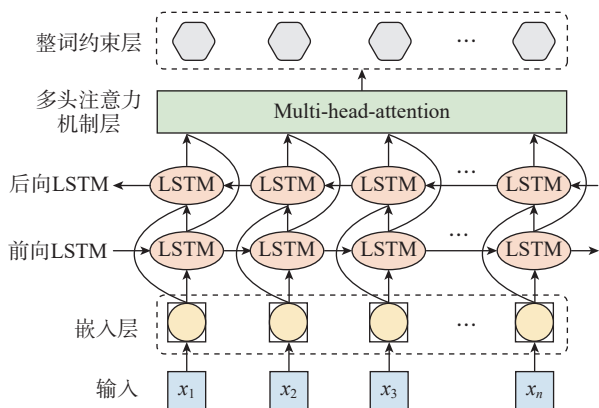 整词约束层
...
多头注意力
机制层
Multi-head-attention
后向LSTM
LSTM LSTM LSTM ... LSTM
前向LSTM
LSTM LSTM LSTM ... LSTM
嵌入层
...
输入
x1 x2 x3 xn